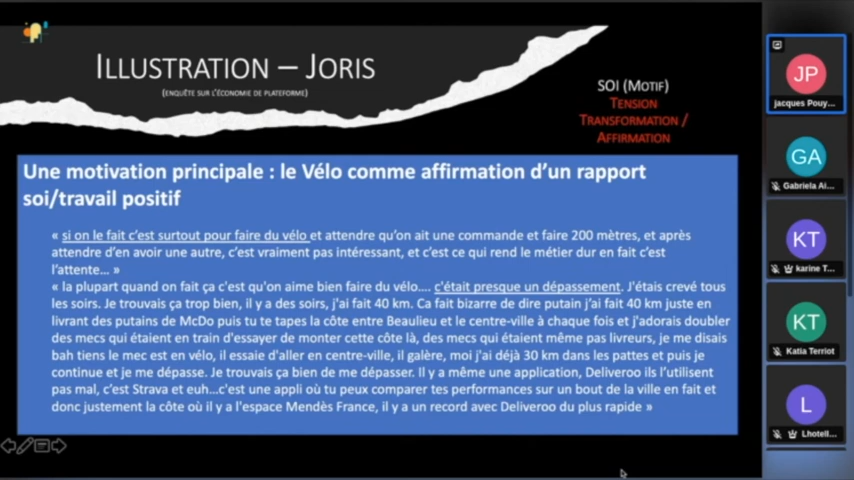 ILLUSTRATION – JORIS
(ENQUÊTE SUR L'ÉCONOMIE DE PLATEFORME)
SOI (MOTIF)
TENSION
TRANSFORMATION /
AFFIRMATION
Une motivation principale : le Vélo comme affirmation d'un rapport
soi/travail positif
« si on le fait c'est surtout pour faire du vélo et attendre qu'on ait une commande et faire 200 mètres, et après
attendre d'en avoir une autre, c'est vraiment pas intéressant, et c'est ce qui rend le métier dur en fait c'est
l'attente... »
« la plupart quand on fait ça c'est qu'on aime bien faire du vélo.... c'était presque un dépassement. J'étais crevé tous
les soirs. Je trouvais ça trop bien, il y a des soirs, j'ai fait 40 km. Ca fait bizarre de dire putain j'ai fait 40 km juste en
livrant des putains de McDo puis tu te tapes la côte entre Beaulieu et le centre-ville à chaque fois et j'adorais doubler
des mecs qui étaient en train d'essayer de monter cette côte là, des mecs qui étaient même pas livreurs, je me disais
bah tiens le mec est en vélo, il essaie d'aller en centre-ville, il galère, moi j'ai déjà 30 km dans les pattes et puis je
continue et je me dépasse. Je trouvais ça bien de me dépasser. Il y a même une application, Deliveroo ils l'utilisent
pas mal, c'est Strava et euh...c'est une appli où tu peux comparer tes performances sur un bout de la ville en fait et
donc justement la côte où il y a l'espace Mendès France, il y a un record avec Deliveroo du plus rapide »
JP
jacques Pouy...
GA
Gabriela Ai...
KT
karine T...
KT
Katia Terriot
L
Lhotell...